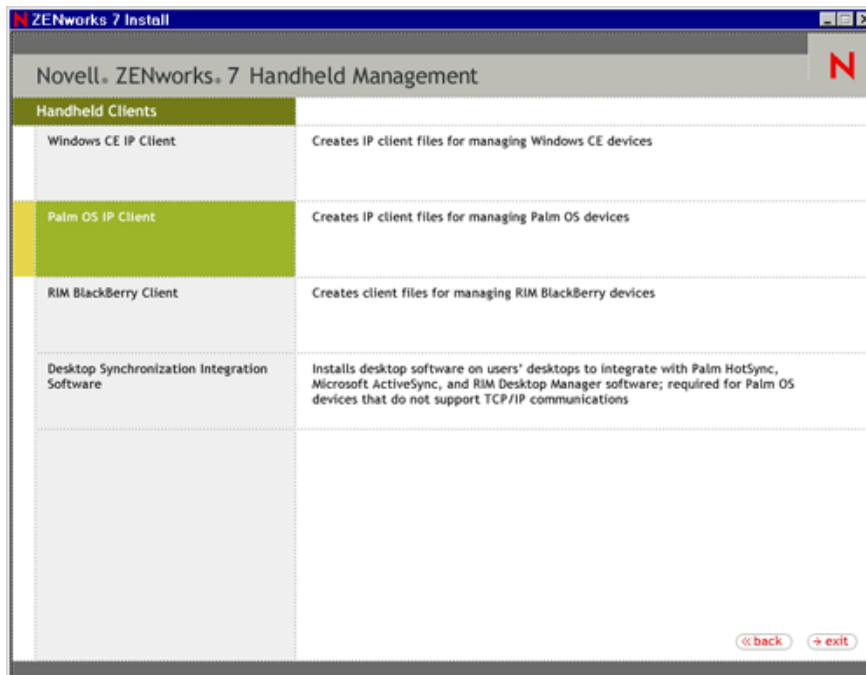 ZENworks 7 Install
Novell® ZENworks® 7 Handheld Management
N
Handheld Clients
Windows CE IP Client
Creates IP client files for managing Windows CE devices
Palm OS IP Client
Creates IP client files for managing Palm OS devices
RIM BlackBerry Client
Creates client files for managing RIM BlackBerry devices
Desktop Synchronization Integration
Software
Installs desktop software on users' desktops to integrate with Palm HotSync,
Microsoft ActiveSync, and RIM Desktop Manager software; required for Palm OS
devices that do not support TCP/IP communications
«back
→ exit